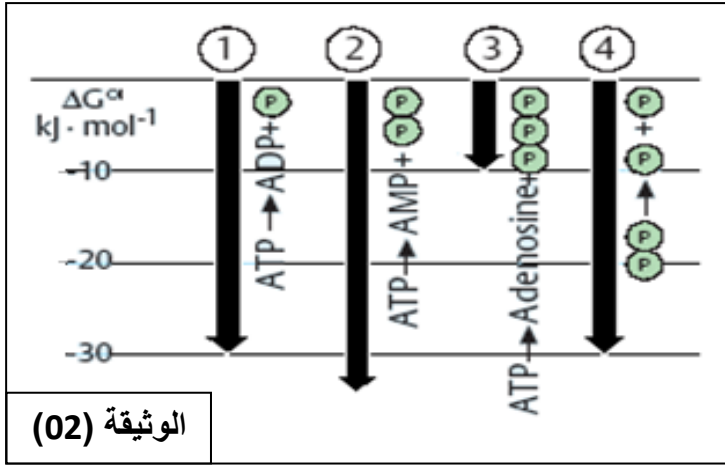 1 2 3 4
ΔG°'
kJ · mol-1
-10
-20
-30
ATP → ADP+ P
ATP → AMP+ P P
ATP → Adenosine+ P P P
P P → P + P
الوثيقة (02)